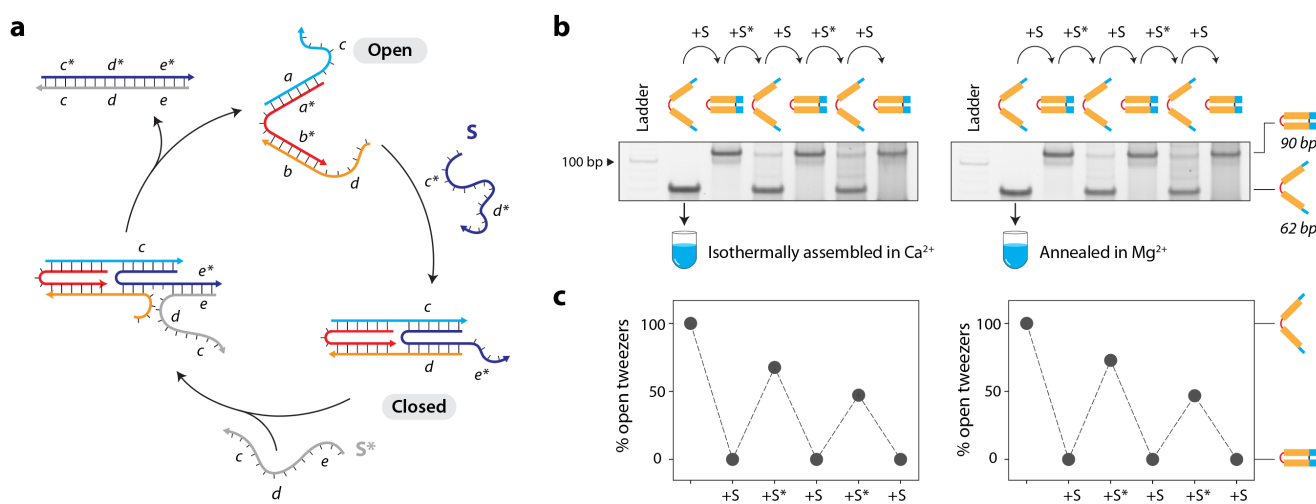 a
c* d* e*
c d e
c
Open
a
a*
b*
b
d
S
c*
d*
c
e*
e
d
c
c
d
e*
Closed
S*
c
e
d
b
+S +S* +S +S* +S
Ladder
100 bp
Isothermally assembled in Ca²⁺
+S +S* +S +S* +S
Ladder
90 bp
62 bp
Annealed in Mg²⁺
c
% open tweezers
100
50
0
+S +S* +S +S* +S
% open tweezers
100
50
0
+S +S* +S +S* +S